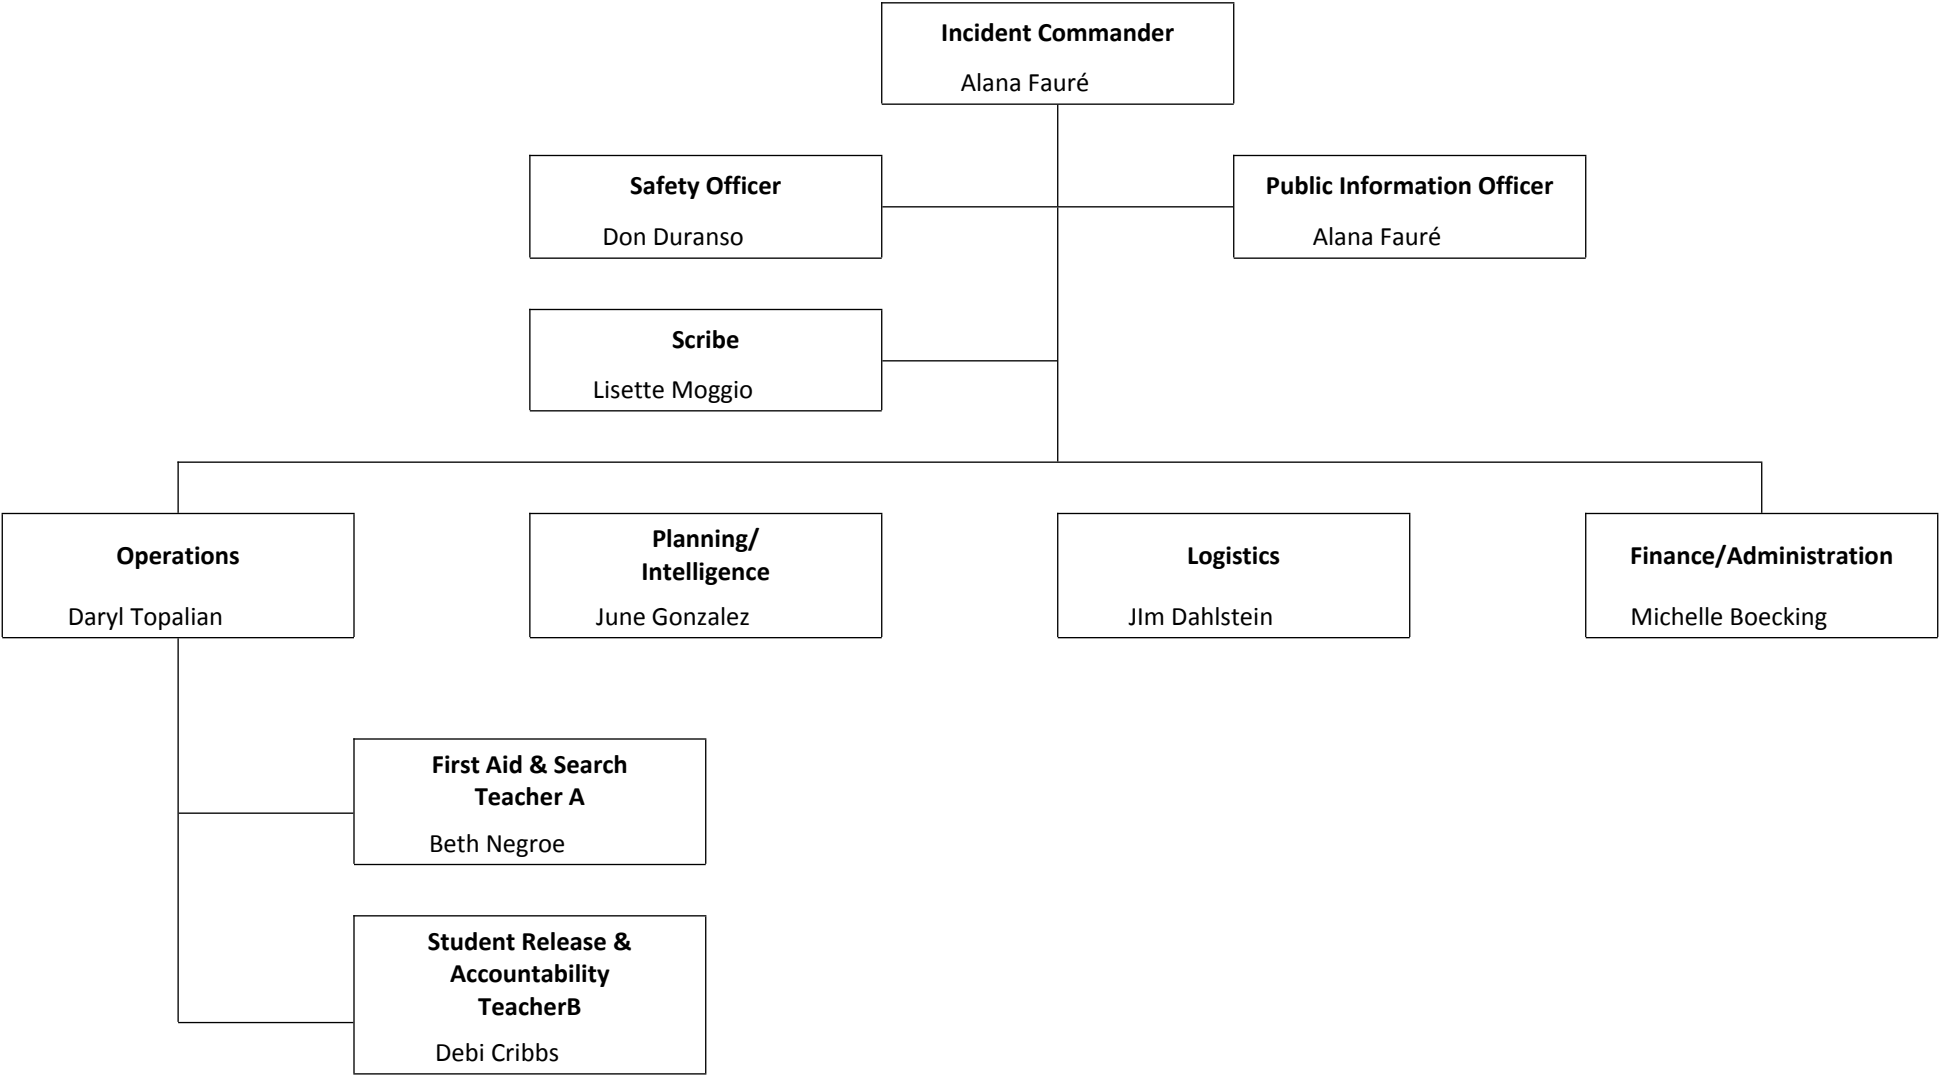 Incident Commander
Alana Fauré
Safety Officer
Don Duranso
Public Information Officer
Alana Fauré
Scribe
Lisette Moggio
Operations
Daryl Topalian
Planning/
Intelligence
June Gonzalez
Logistics
JIm Dahlstein
Finance/Administration
Michelle Boecking
First Aid & Search
Teacher A
Beth Negroe
Student Release &
Accountability
TeacherB
Debi Cribbs